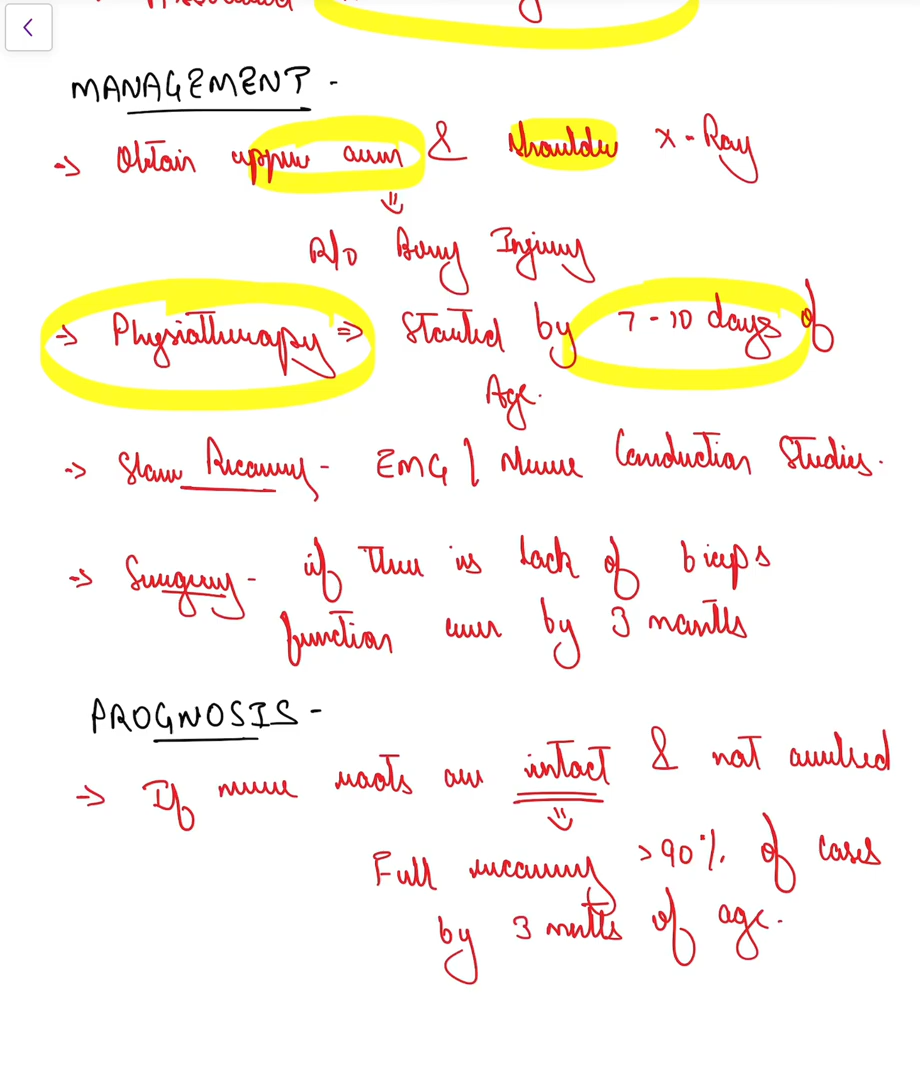 MANAGEMENT -
→ Obtain upper arm & shoulder x-Ray
⇓
R/o Bony Injury
→ Physiotherapy ⇒ Started by 7-10 days of
Age.
→ Slow Recovery - EMG / Nerve Conduction Studies.
→ Surgery - if there is lack of biceps
function even by 3 months
PROGNOSIS -
→ If nerve roots are intact & not avulsed
⇓
Full recovery >90% of cases
by 3 mnths of age.